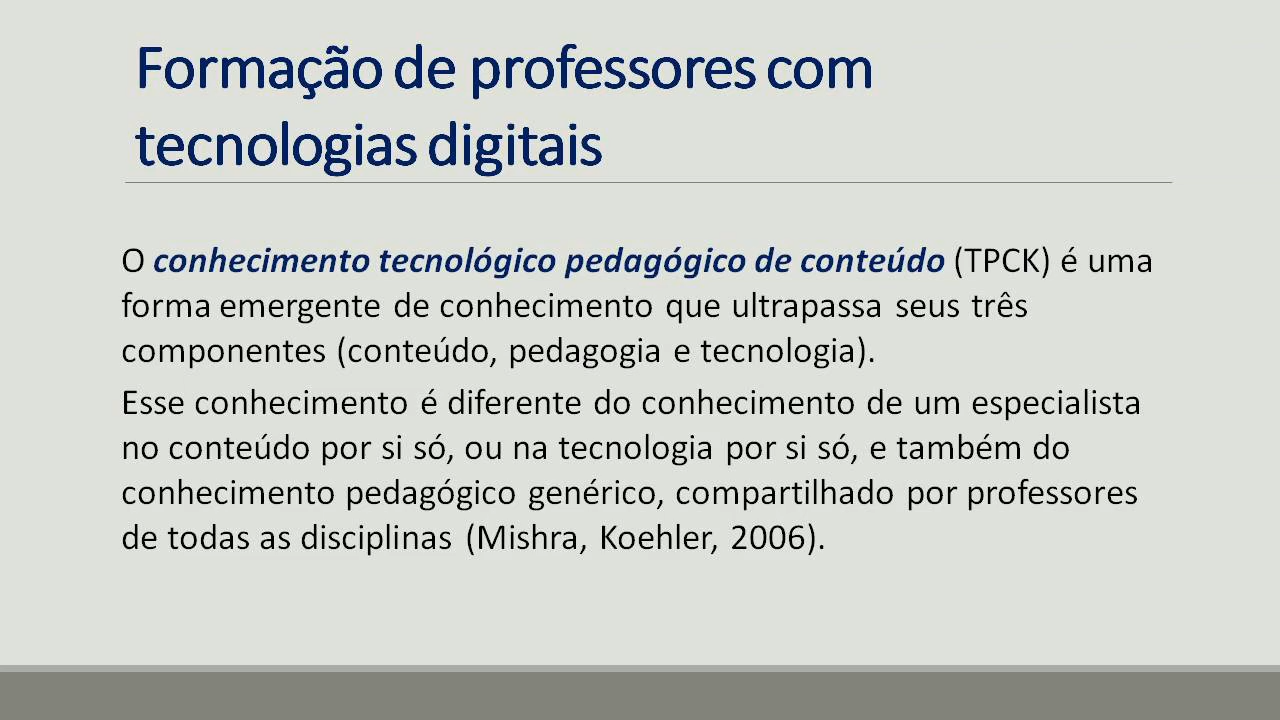 Formação de professores com
tecnologias digitais
O conhecimento tecnológico pedagógico de conteúdo (TPCK) é uma
forma emergente de conhecimento que ultrapassa seus três
componentes (conteúdo, pedagogia e tecnologia).
Esse conhecimento é diferente do conhecimento de um especialista
no conteúdo por si só, ou na tecnologia por si só, e também do
conhecimento pedagógico genérico, compartilhado por professores
de todas as disciplinas (Mishra, Koehler, 2006).